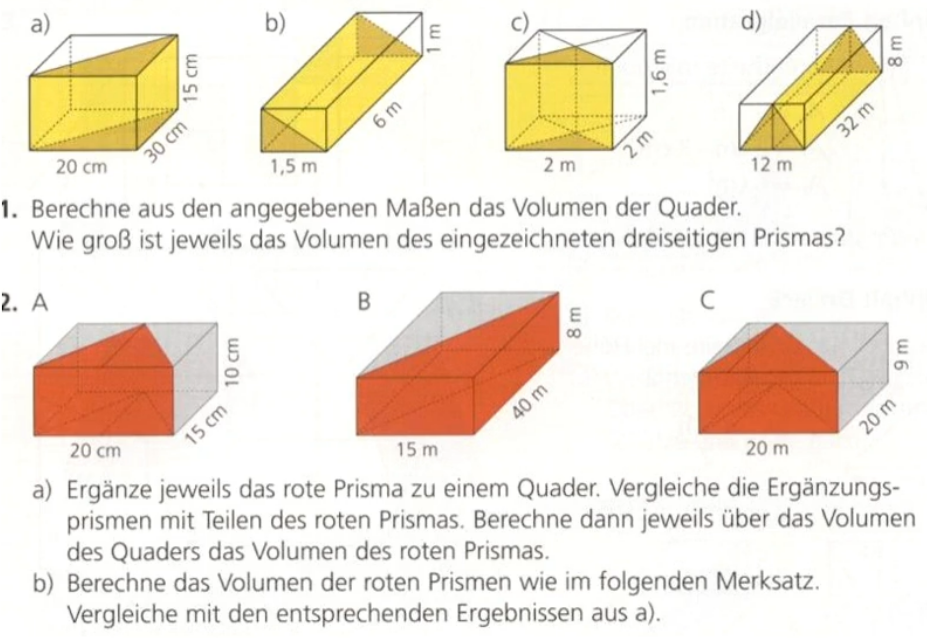 a)
b)
c)
d)
20 cm
30 cm
15 cm
1,5 m
6 m
1 m
2 m
2 m
1,6 m
12 m
32 m
8 m
1. Berechne aus den angegebenen Maßen das Volumen der Quader.
Wie groß ist jeweils das Volumen des eingezeichneten dreiseitigen Prismas?
2. A
B
C
20 cm
15 cm
10 cm
15 m
40 m
8 m
20 m
20 m
9 m
a) Ergänze jeweils das rote Prisma zu einem Quader. Vergleiche die Ergänzungs-
prismen mit Teilen des roten Prismas. Berechne dann jeweils über das Volumen
des Quaders das Volumen des roten Prismas.
b) Berechne das Volumen der roten Prismen wie im folgenden Merksatz.
Vergleiche mit den entsprechenden Ergebnissen aus a).